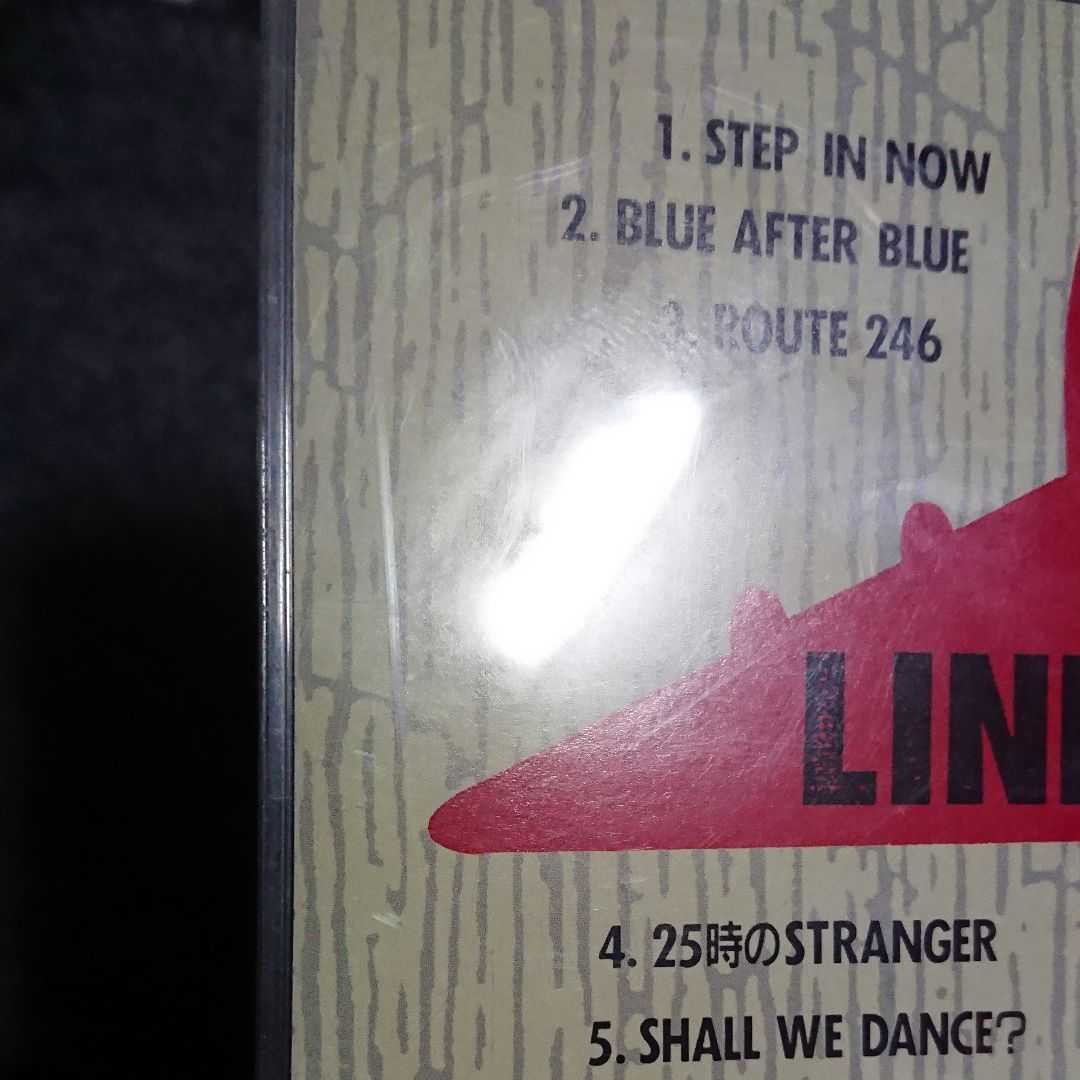 1. STEP IN NOW
2. BLUE AFTER BLUE
3. ROUTE 246
4. 25時のSTRANGER
5. SHALL WE DANCE?